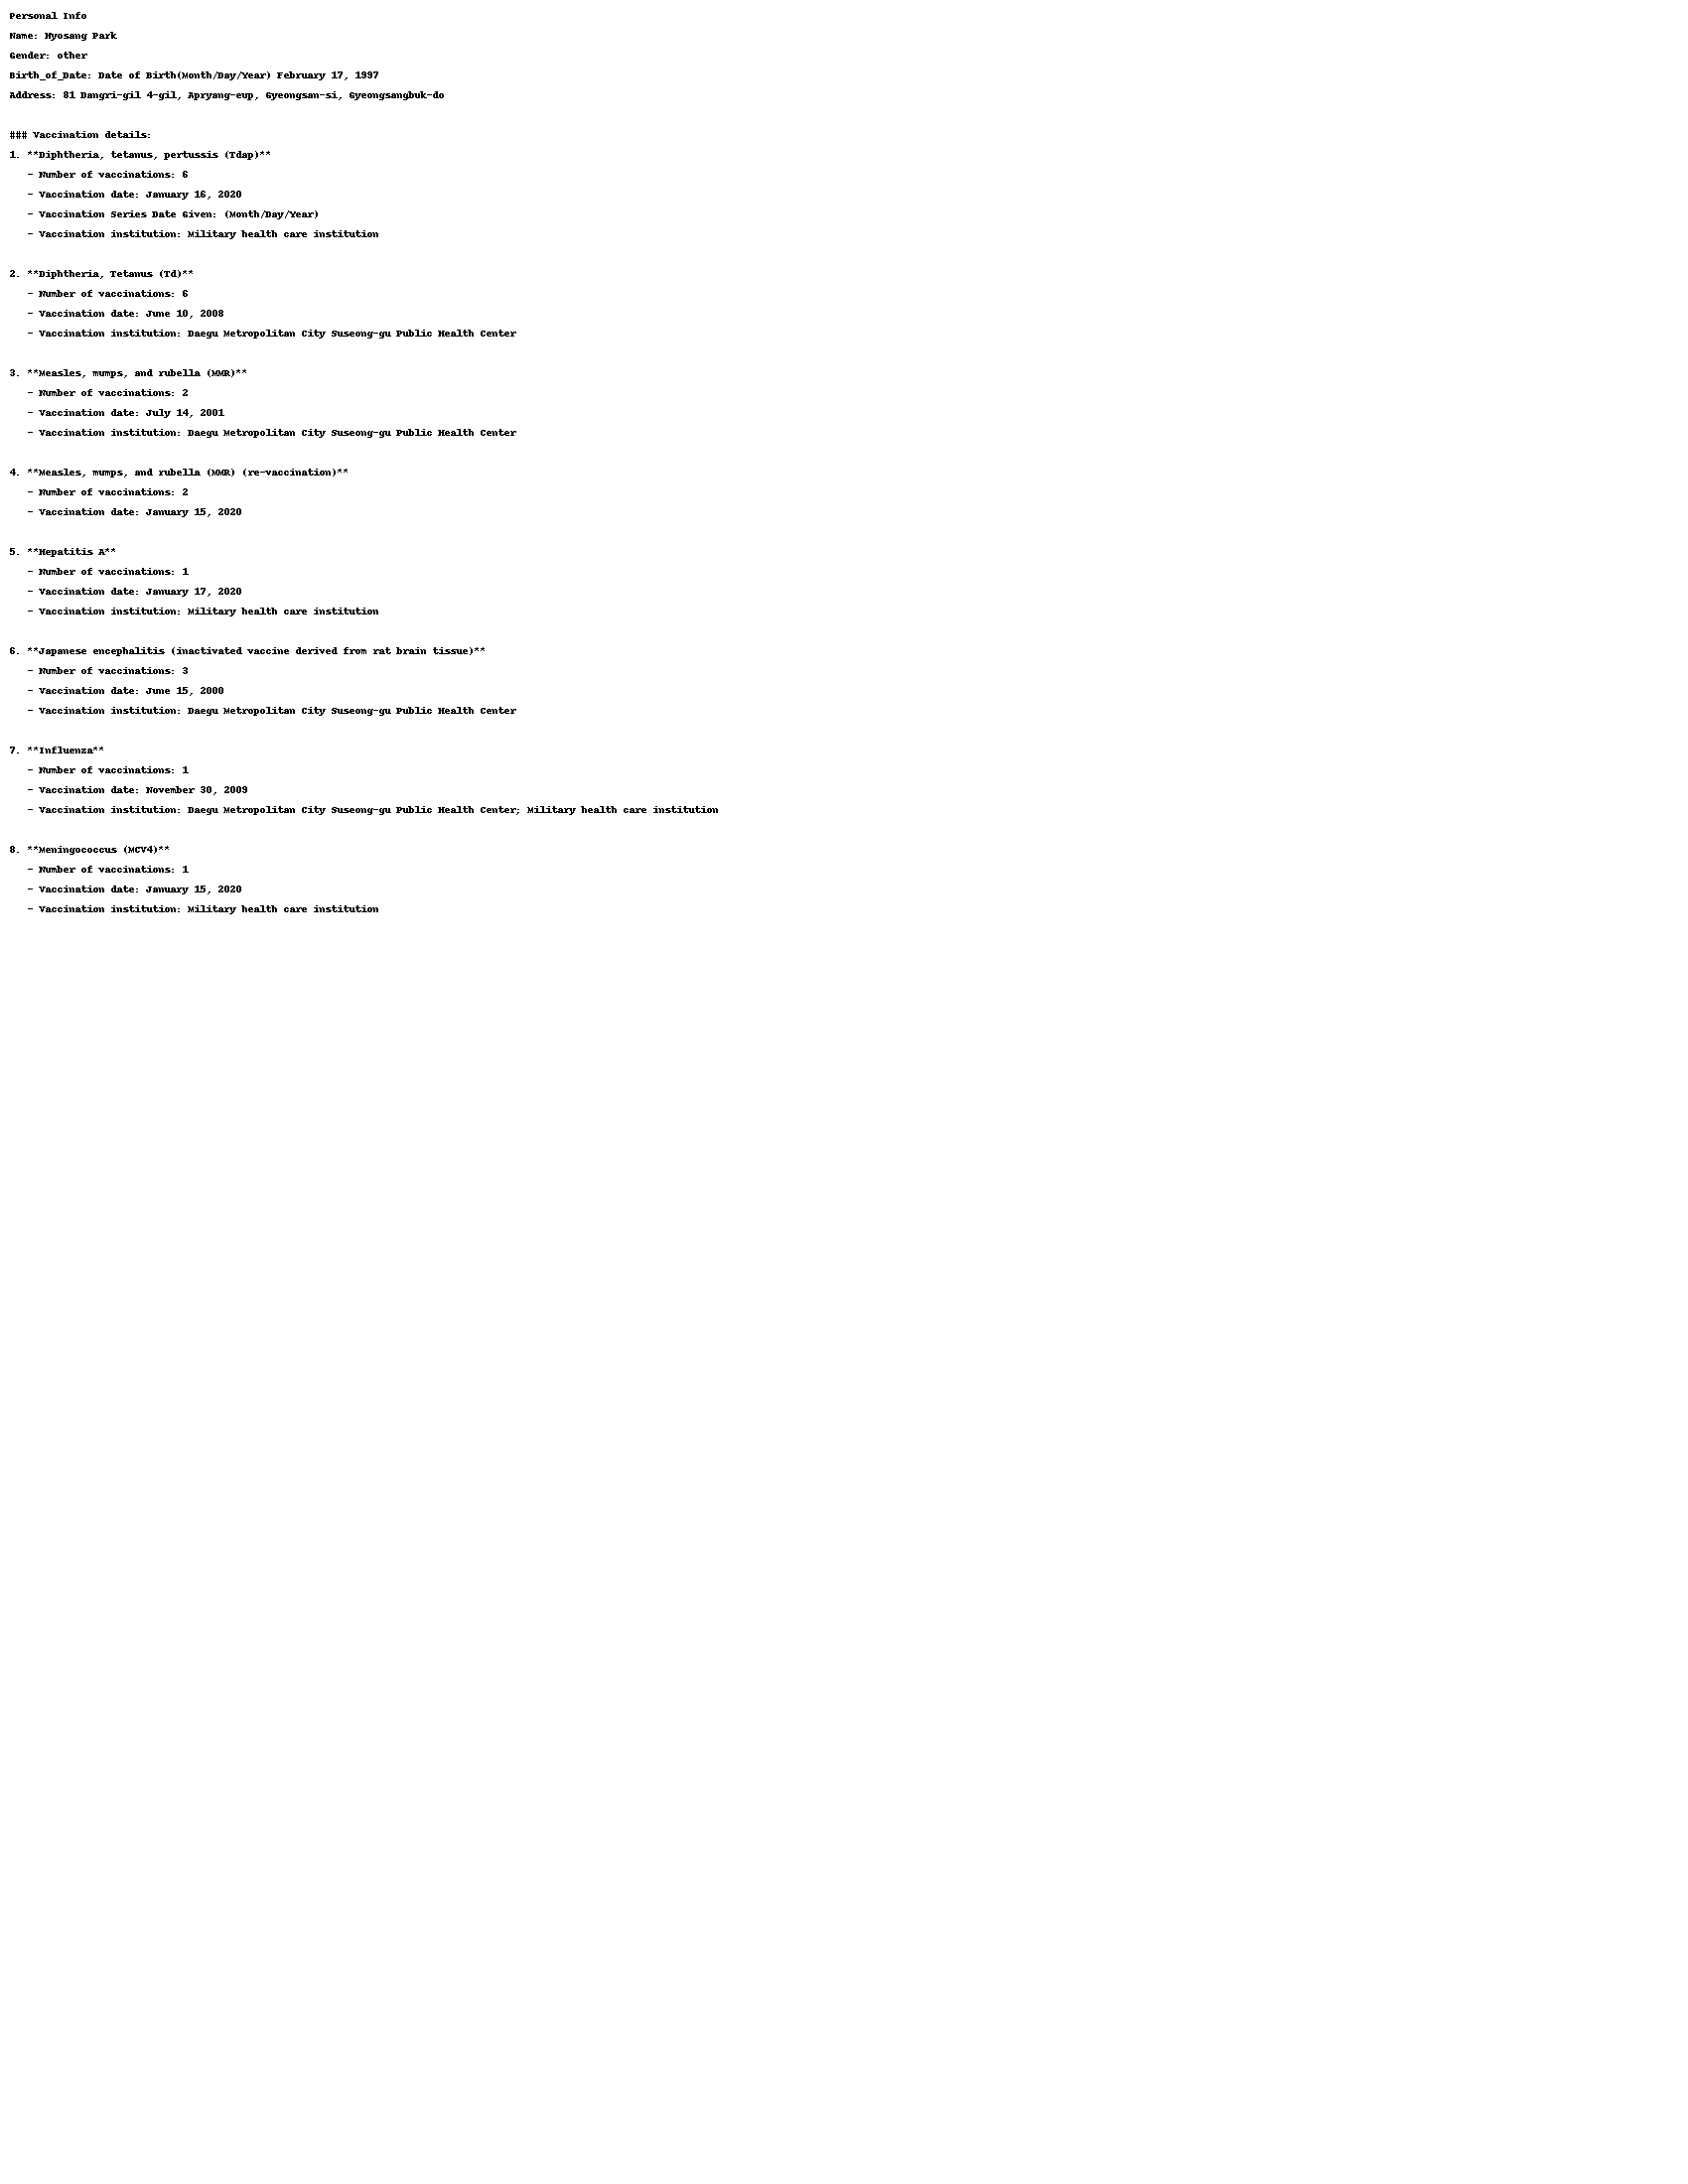 Personal Info
Name: Hyosang Park
Gender: other
Birth_of_Date: Date of Birth(Month/Day/Year) February 17, 1997
Address: 81 Dangri-gil 4-gil, Apryang-eup, Gyeongsan-si, Gyeongsangbuk-do
### Vaccination details:
1. **Diphtheria, tetanus, pertussis (Tdap)**
- Number of vaccinations: 6
- Vaccination date: January 16, 2020
- Vaccination Series Date Given: (Month/Day/Year)
- Vaccination institution: Military health care institution
2. **Diphtheria, Tetanus (Td)**
- Number of vaccinations: 6
- Vaccination date: June 10, 2008
- Vaccination institution: Daegu Metropolitan City Suseong-gu Public Health Center
3. **Measles, mumps, and rubella (MMR)**
- Number of vaccinations: 2
- Vaccination date: July 14, 2001
- Vaccination institution: Daegu Metropolitan City Suseong-gu Public Health Center
4. **Measles, mumps, and rubella (MMR) (re-vaccination)**
- Number of vaccinations: 2
- Vaccination date: January 15, 2020
5. **Hepatitis A**
- Number of vaccinations: 1
- Vaccination date: January 17, 2020
- Vaccination institution: Military health care institution
6. **Japanese encephalitis (inactivated vaccine derived from rat brain tissue)**
- Number of vaccinations: 3
- Vaccination date: June 15, 2000
- Vaccination institution: Daegu Metropolitan City Suseong-gu Public Health Center
7. **Influenza**
- Number of vaccinations: 1
- Vaccination date: November 30, 2009
- Vaccination institution: Daegu Metropolitan City Suseong-gu Public Health Center; Military health care institution
8. **Meningococcus (MCV4)**
- Number of vaccinations: 1
- Vaccination date: January 15, 2020
- Vaccination institution: Military health care institution